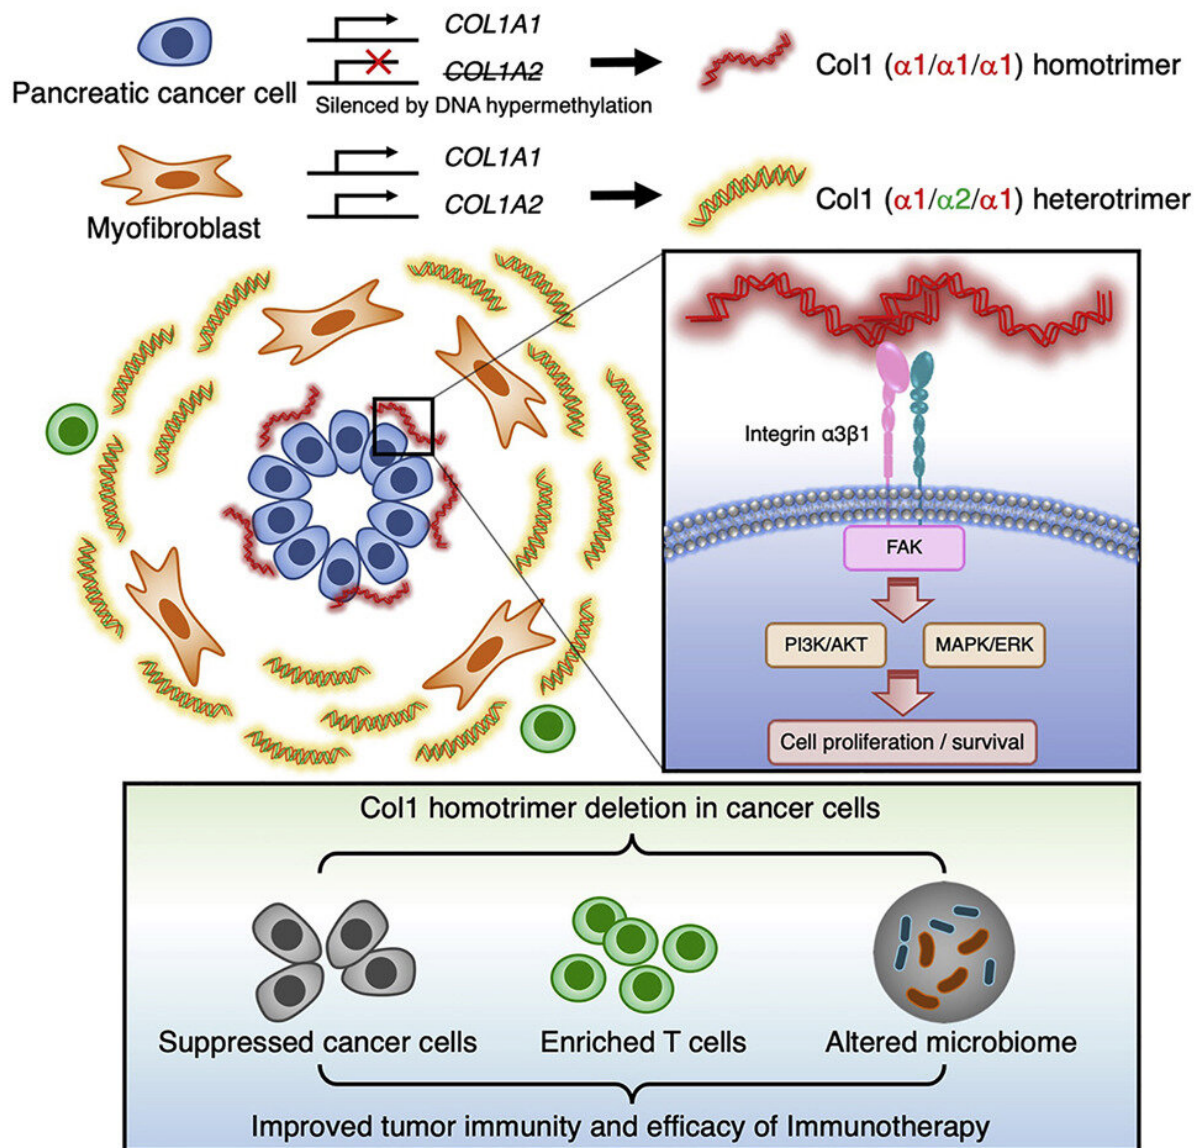 COL1A1
COL1A2
Pancreatic cancer cell
Silenced by DNA hypermethylation
Col1 (α1/α1/α1) homotrimer
COL1A1
COL1A2
Myofibroblast
Col1 (α1/α2/α1) heterotrimer
Integrin α3β1
FAK
PI3K/AKT
MAPK/ERK
Cell proliferation / survival
Col1 homotrimer deletion in cancer cells
Suppressed cancer cells
Enriched T cells
Altered microbiome
Improved tumor immunity and efficacy of Immunotherapy